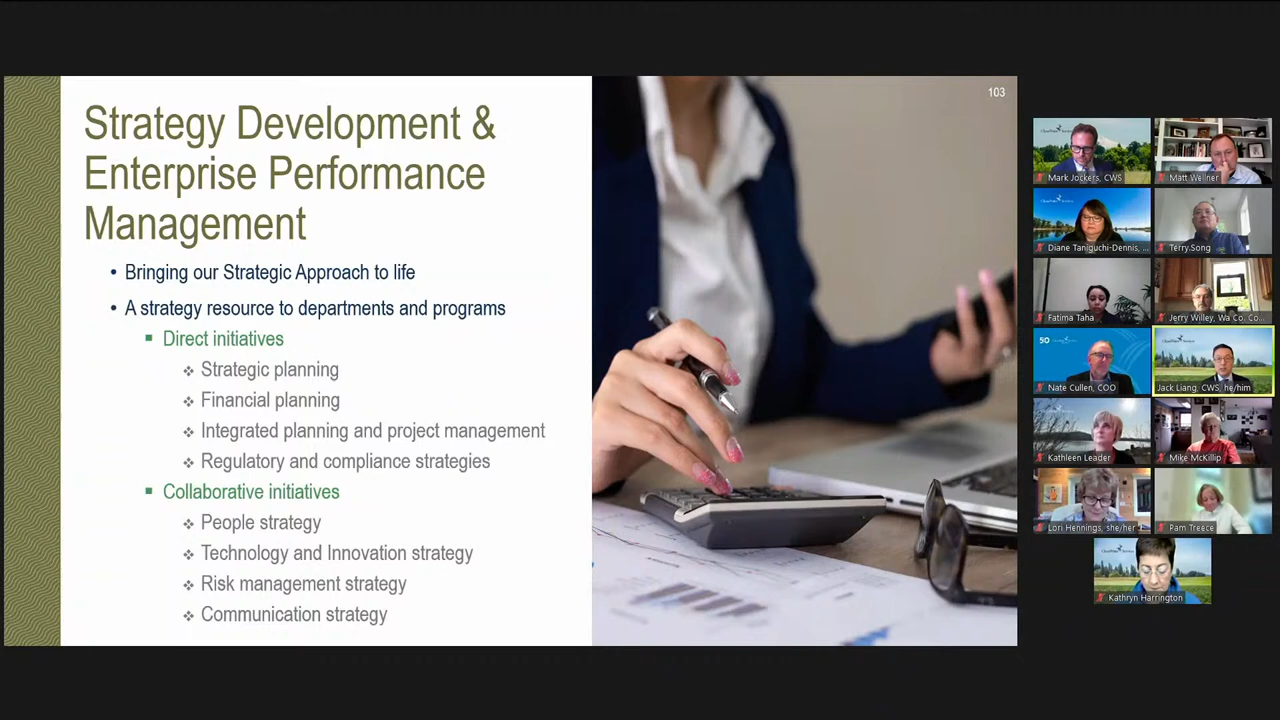 Strategy Development &
Enterprise Performance
Management
• Bringing our Strategic Approach to life
• A strategy resource to departments and programs
▪ Direct initiatives
❖ Strategic planning
❖ Financial planning
❖ Integrated planning and project management
❖ Regulatory and compliance strategies
▪ Collaborative initiatives
❖ People strategy
❖ Technology and Innovation strategy
❖ Risk management strategy
❖ Communication strategy
103
Mark Jockers, CWS
Matt Wellner
Diane Taniguchi-Dennis, ...
Terry.Song
Fatima Taha
Jerry Willey, Wa Co. Co...
50
Nate Cullen, COO
Jack Liang, CWS, he/him
Kathleen Leader
Mike McKillip
Lori Hennings, she/her
Pam Treece
Kathryn Harrington